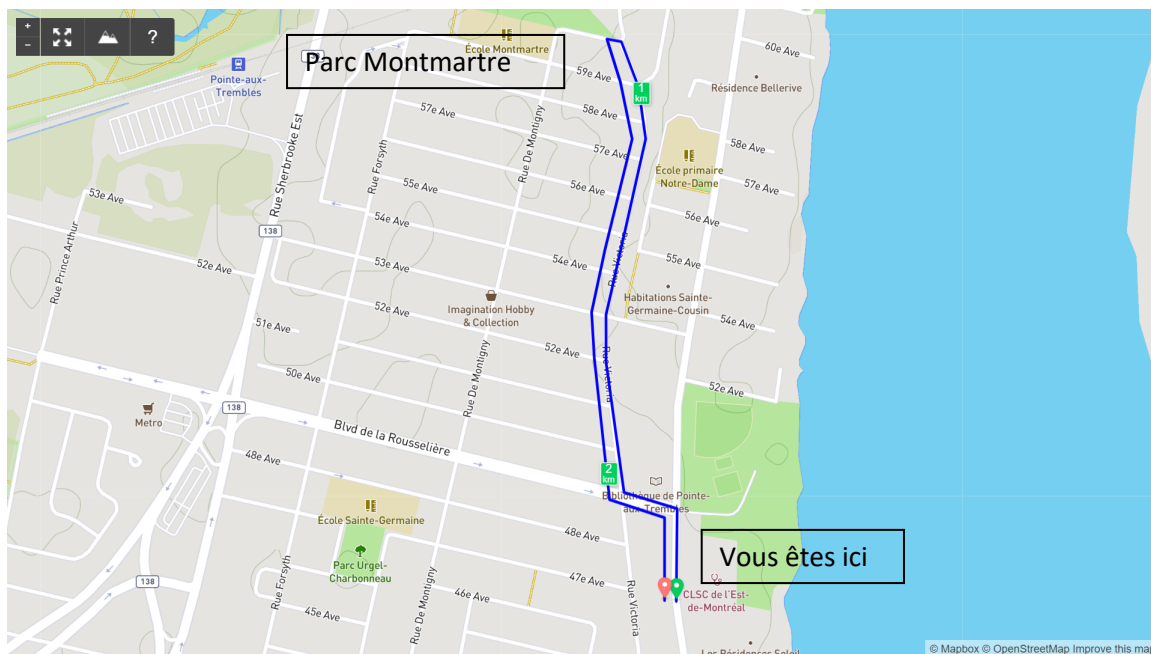 +
-
?
Parc Montmartre
École Montmartre
60e Ave
Pointe-aux-
Trembles
59e Ave
1
km
Résidence Bellerive
57e Ave
58e Ave
Rue Sherbrooke Est
Rue Forsyth
Rue De Montigny
57e Ave
58e Ave
École primaire
Notre-Dame
55e Ave
56e Ave
57e Ave
53e Ave
54e Ave
56e Ave
138
Rue Prince Arthur
52e Ave
53e Ave
54e Ave
Rue Victoria
55e Ave
Imagination Hobby
& Collection
52e Ave
Habitations Sainte-
Germaine-Cousin
54e Ave
51e Ave
52e Ave
Rue Victoria
50e Ave
Rue De Montigny
52e Ave
138
Metro
Blvd de la Rousselière
48e Ave
2
km
Bibliothèque de Pointe-
aux-Trembles
École Sainte-Germaine
48e Ave
Vous êtes ici
Parc Urgel-
Charbonneau
47e Ave
138
Rue Forsyth
Rue De Montigny
46e Ave
Rue Victoria
CLSC de l'Est-
de-Montréal
45e Ave
Les Résidences Soleil
© Mapbox © OpenStreetMap Improve this map